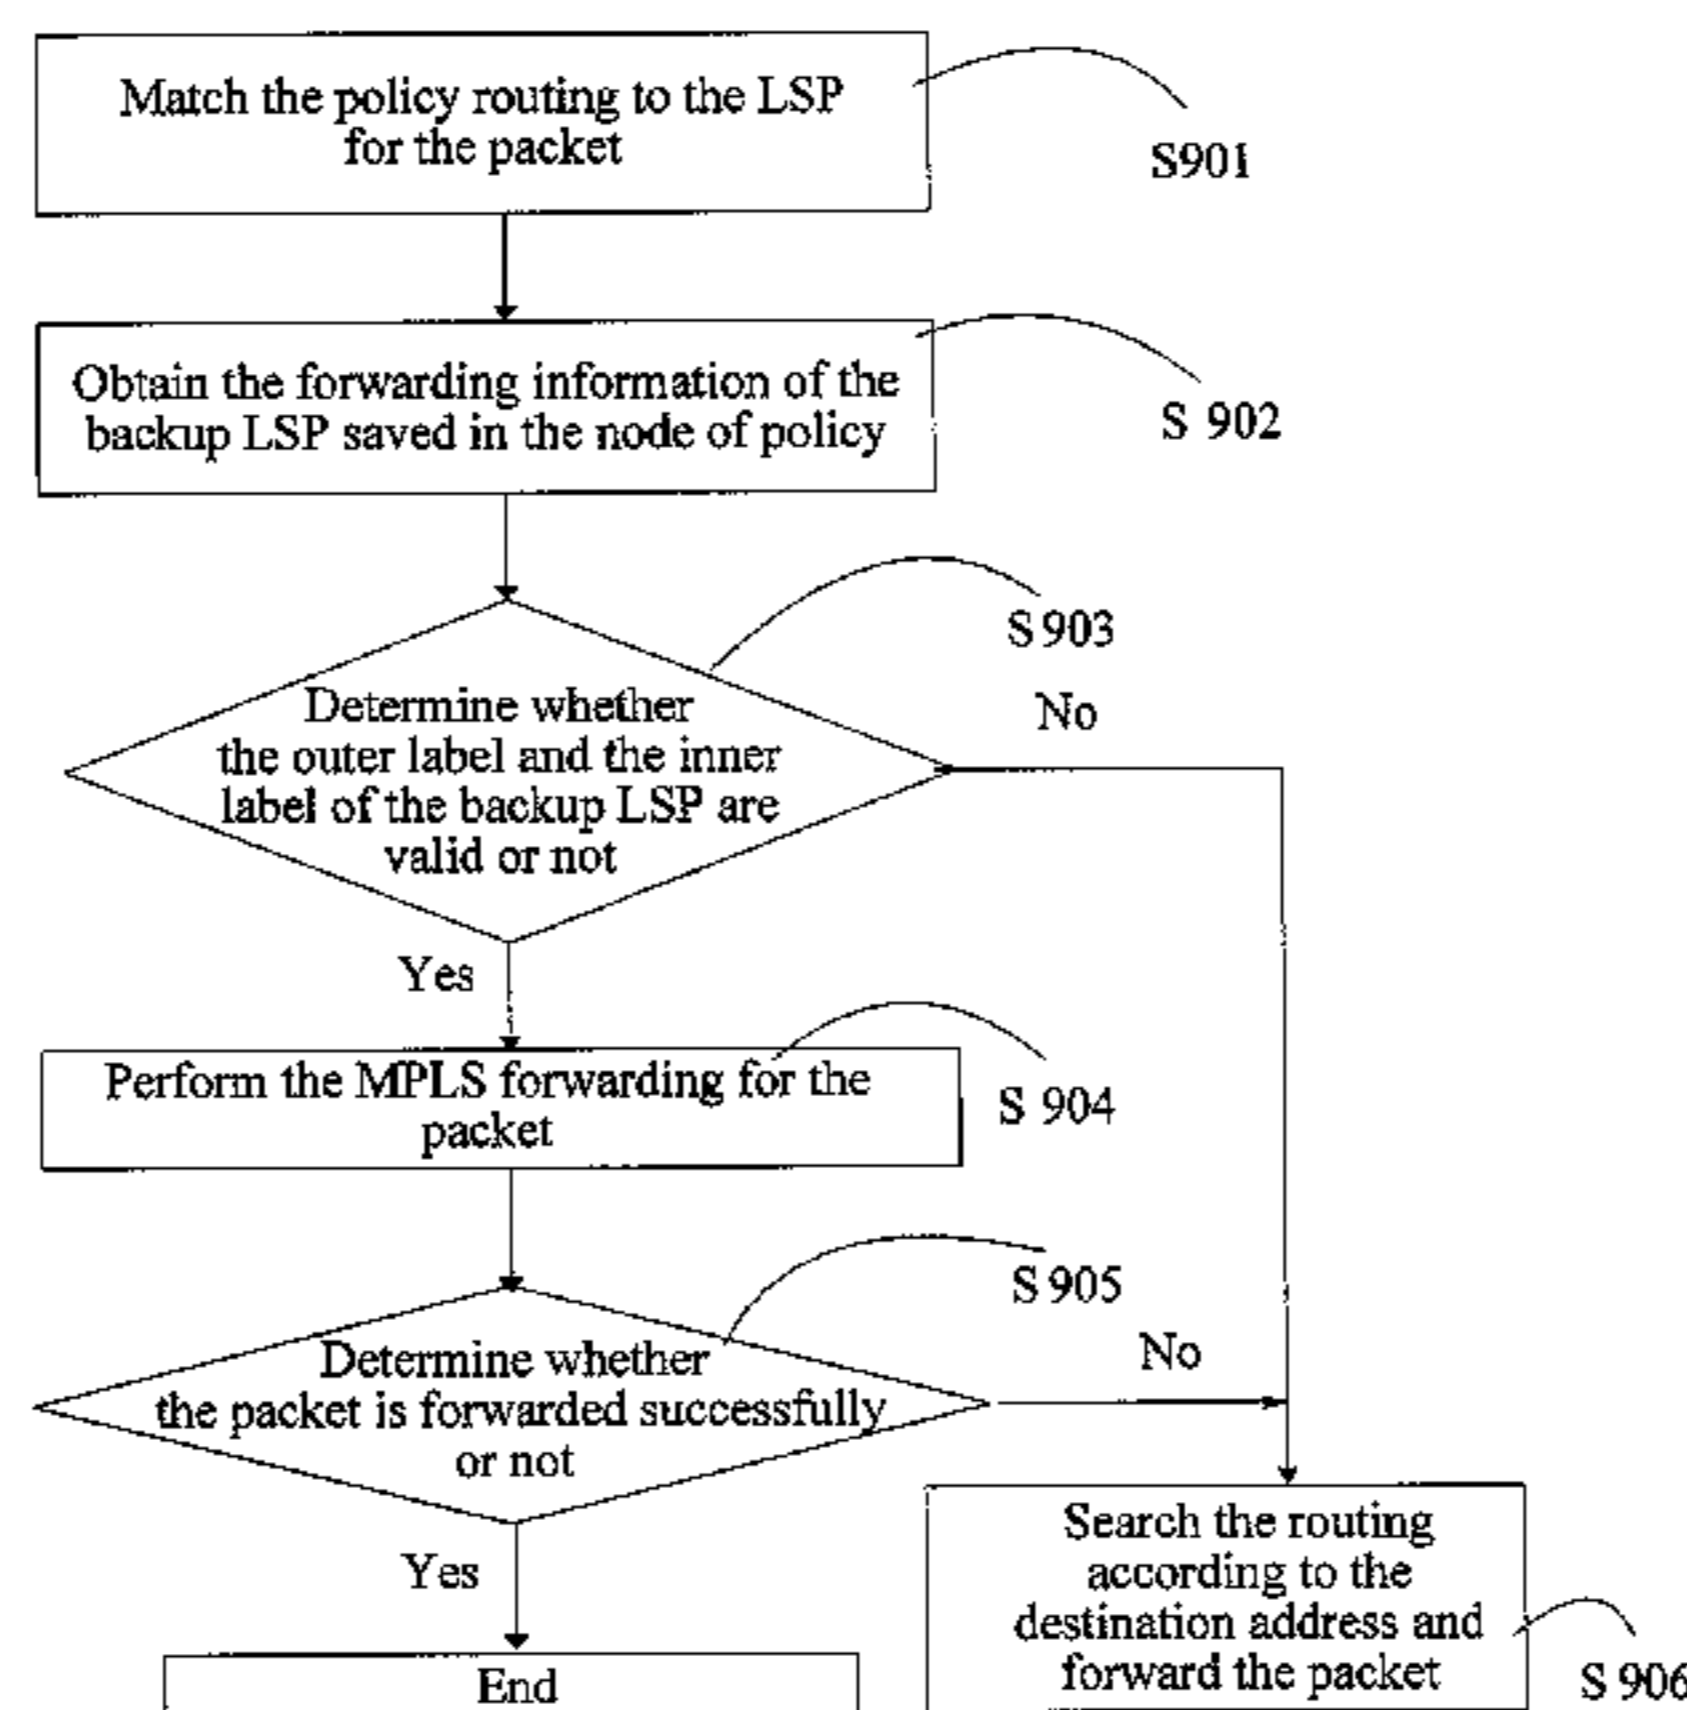 Match the policy routing to the LSP
for the packet
S901
Obtain the forwarding information of the
backup LSP saved in the node of policy
S 902
S 903
Determine whether
the outer label and the inner
label of the backup LSP are
valid or not
No
Yes
Perform the MPLS forwarding for the
packet
S 904
S 905
Determine whether
the packet is forwarded successfully
or not
No
Yes
Search the routing
according to the
destination address and
forward the packet
S 906
End